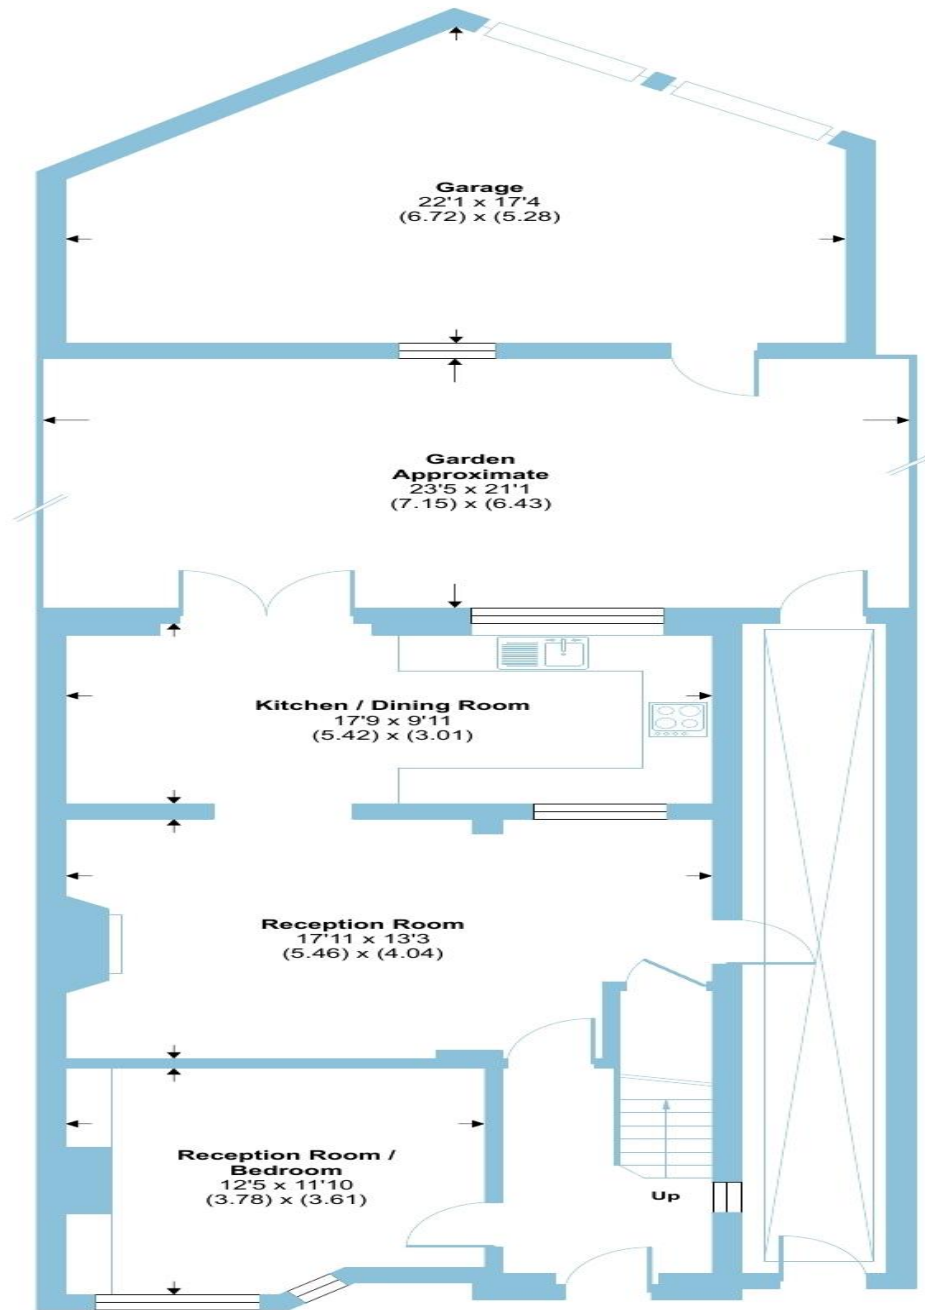 Garage
22'1 x 17'4
(6.72) x (5.28)
Garden
Approximate
23'5 x 21'1
(7.15) x (6.43)
Kitchen / Dining Room
17'9 x 9'11
(5.42) x (3.01)
Reception Room
17'11 x 13'3
(5.46) x (4.04)
Reception Room /
Bedroom
12'5 x 11'10
(3.78) x (3.61)
Up